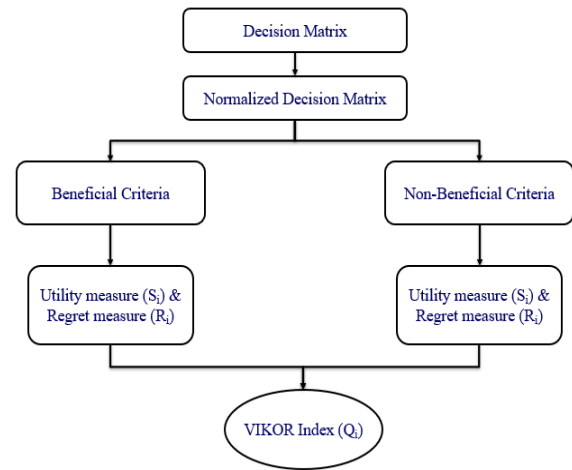 Decision Matrix
Normalized Decision Matrix
Beneficial Criteria
Non-Beneficial Criteria
Utility measure (Sᵢ) &
Regret measure (Rᵢ)
Utility measure (Sᵢ) &
Regret measure (Rᵢ)
VIKOR Index (Qᵢ)